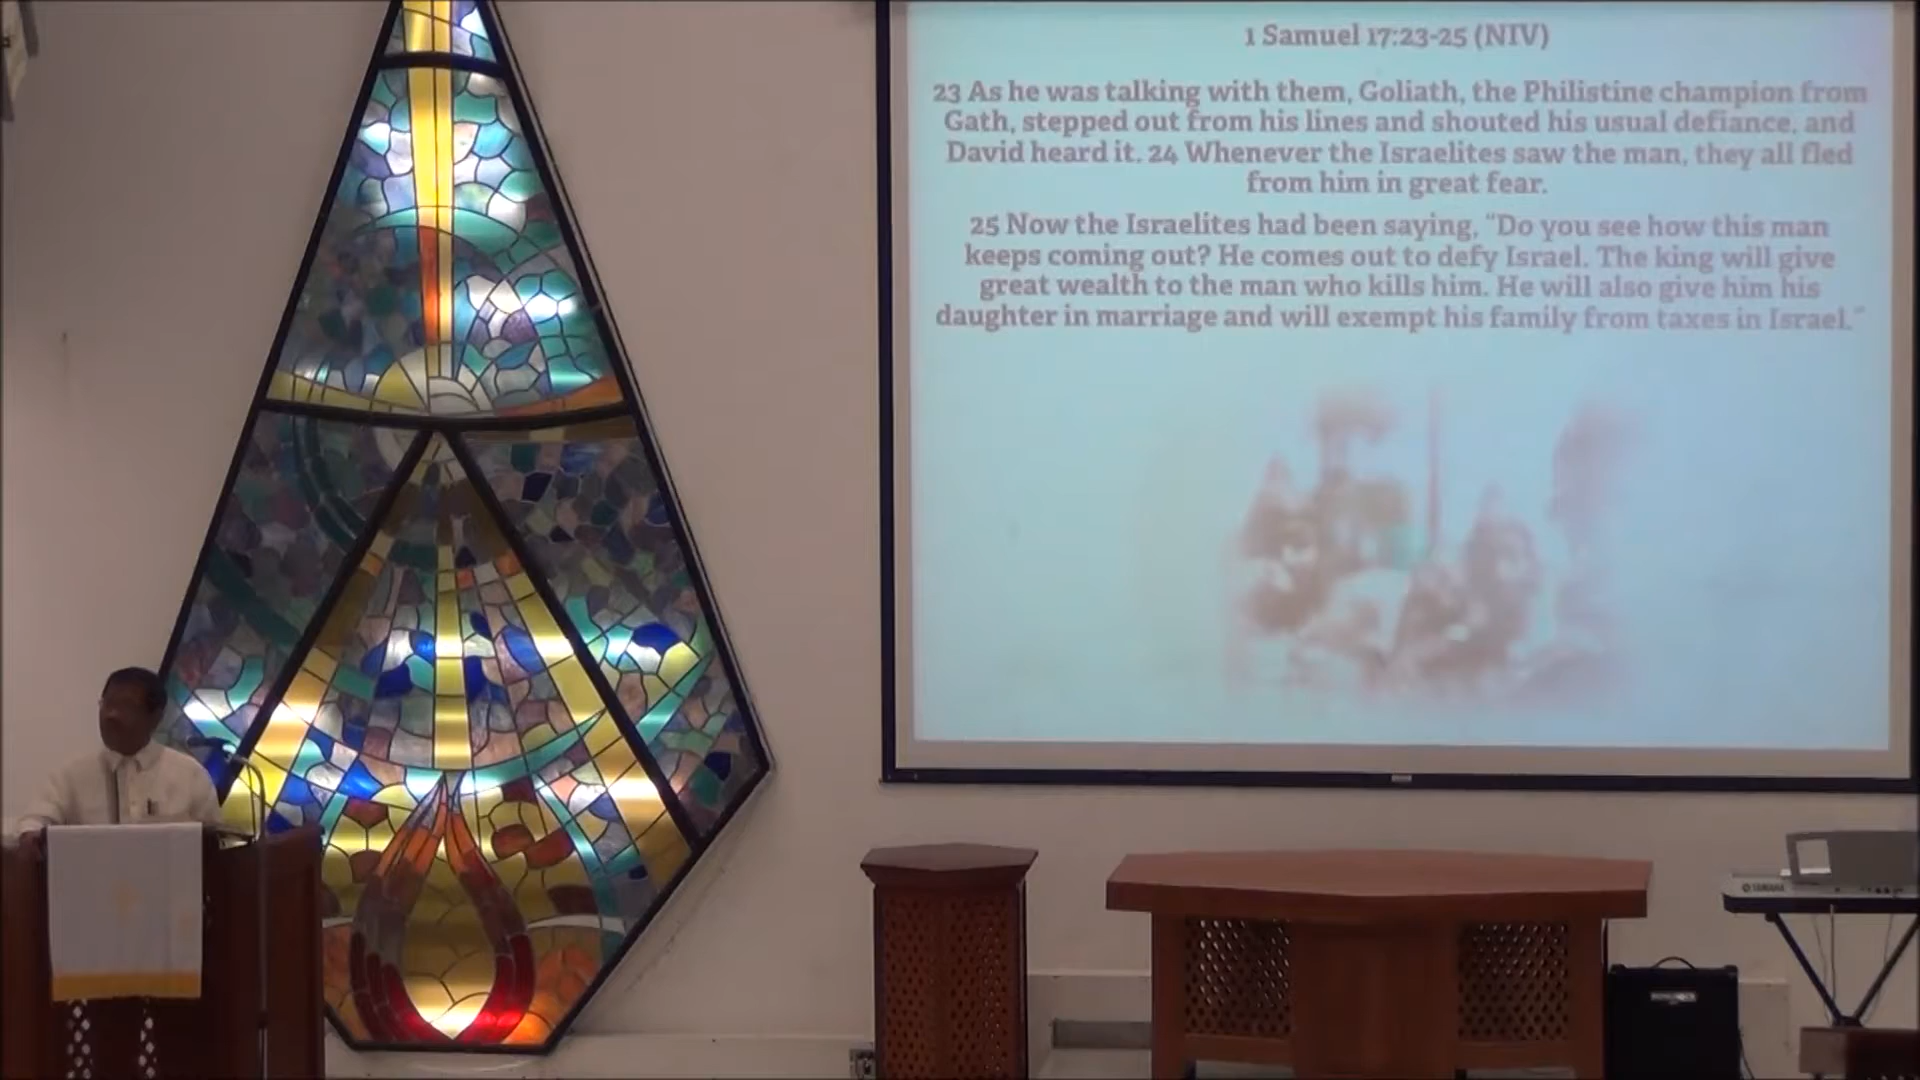 1 Samuel 17:23-25 (NIV)
23 As he was talking with them, Goliath, the Philistine champion from
Gath, stepped out from his lines and shouted his usual defiance, and
David heard it. 24 Whenever the Israelites saw the man, they all fled
from him in great fear.
25 Now the Israelites had been saying, “Do you see how this man
keeps coming out? He comes out to defy Israel. The king will give
great wealth to the man who kills him. He will also give him his
daughter in marriage and will exempt his family from taxes in Israel.”
YAMAHA